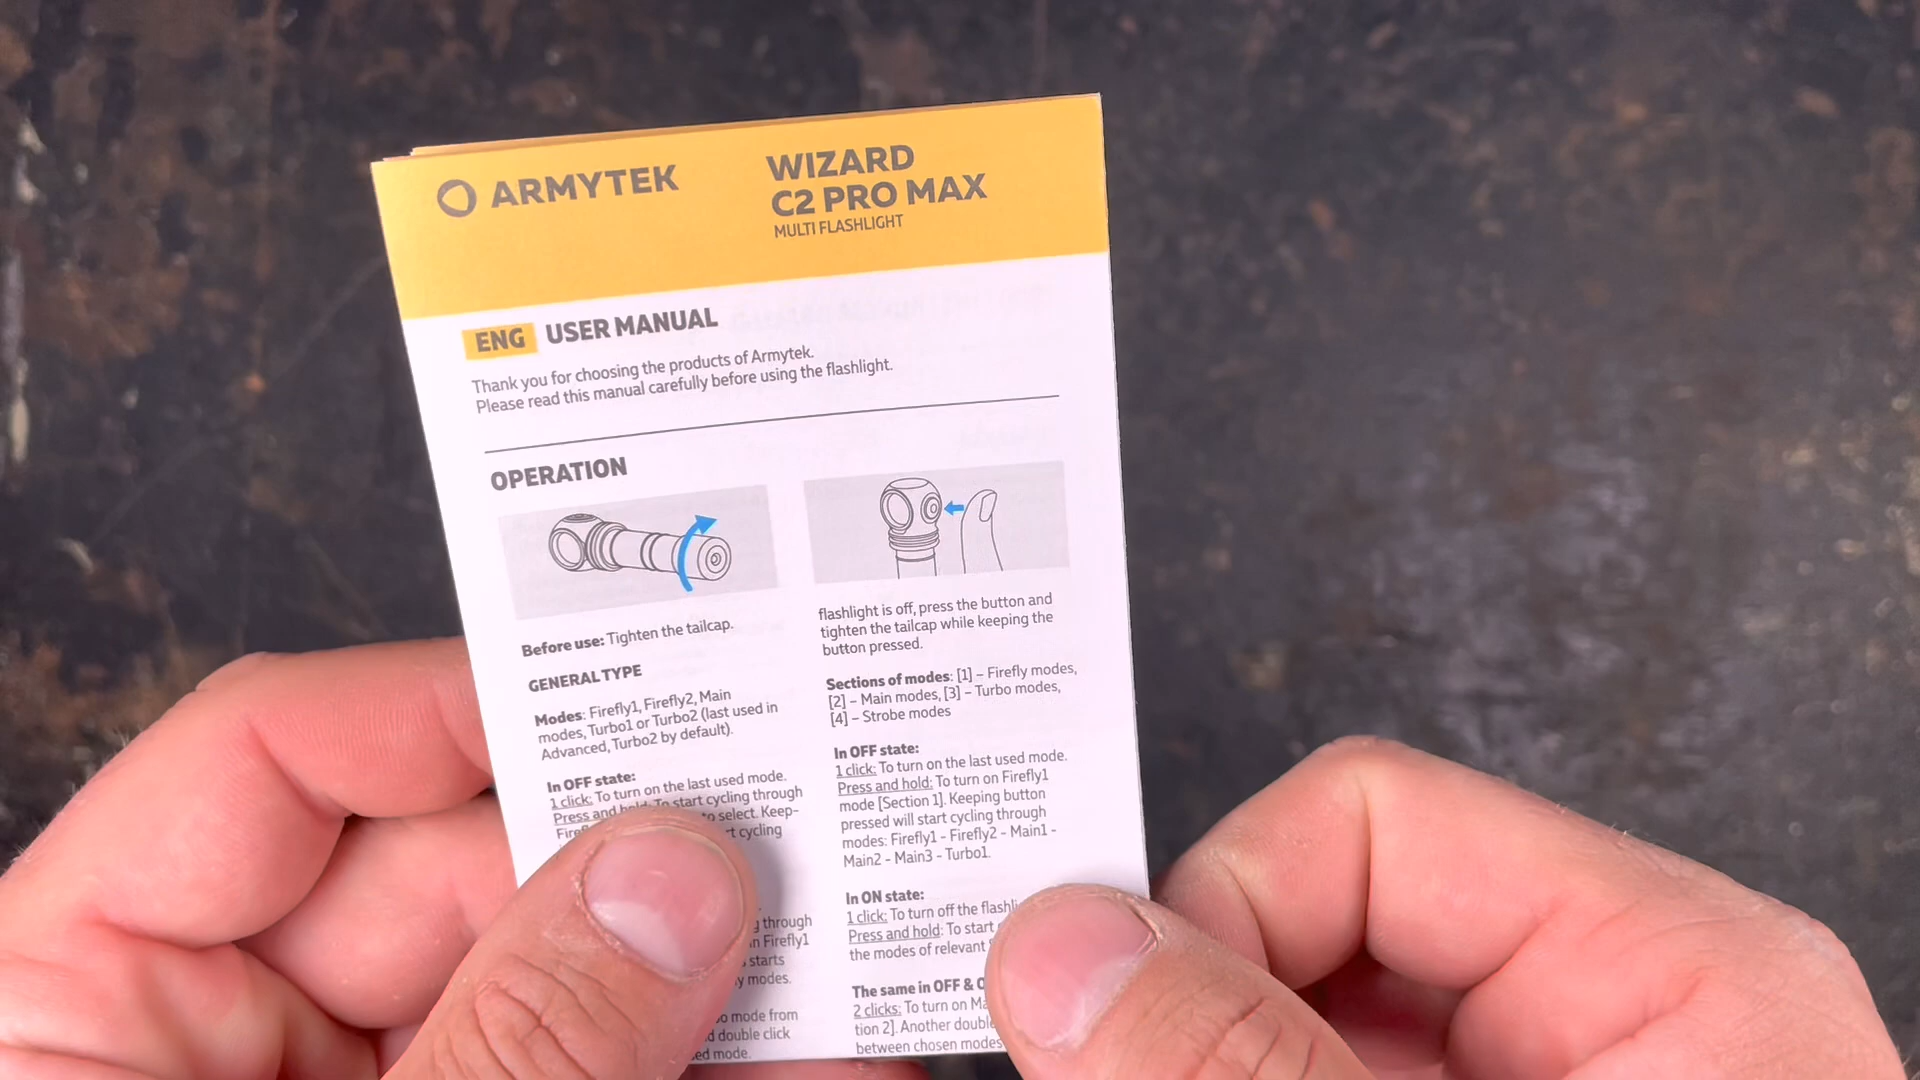 ARMYTEK
WIZARD
C2 PRO MAX
MULTI FLASHLIGHT
ENG USER MANUAL
Thank you for choosing the products of Armytek.
Please read this manual carefully before using the flashlight.
OPERATION
Before use: Tighten the tailcap.
GENERAL TYPE
Modes: Firefly1, Firefly2, Main
modes, Turbo1 or Turbo2 (last used in
Advanced, Turbo2 by default).
In OFF state:
1 click: To turn on the last used mode.
Press and hold: To start cycling through
to select. Keep-
cycling
through
Firefly1
starts
modes.
mode from
double click
mode.
flashlight is off, press the button and
tighten the tailcap while keeping the
button pressed.
Sections of modes: [1] – Firefly modes,
[2] – Main modes, [3] – Turbo modes,
[4] – Strobe modes
In OFF state:
1 click: To turn on the last used mode.
Press and hold: To turn on Firefly1
mode [Section 1]. Keeping button
pressed will start cycling through
modes: Firefly1 - Firefly2 - Main1 -
Main2 - Main3 - Turbo1.
In ON state:
1 click: To turn off the
Press and hold: To start
the modes of relevant
The same in OFF &
2 clicks: To turn on
tion 2]. Another
between chosen modes